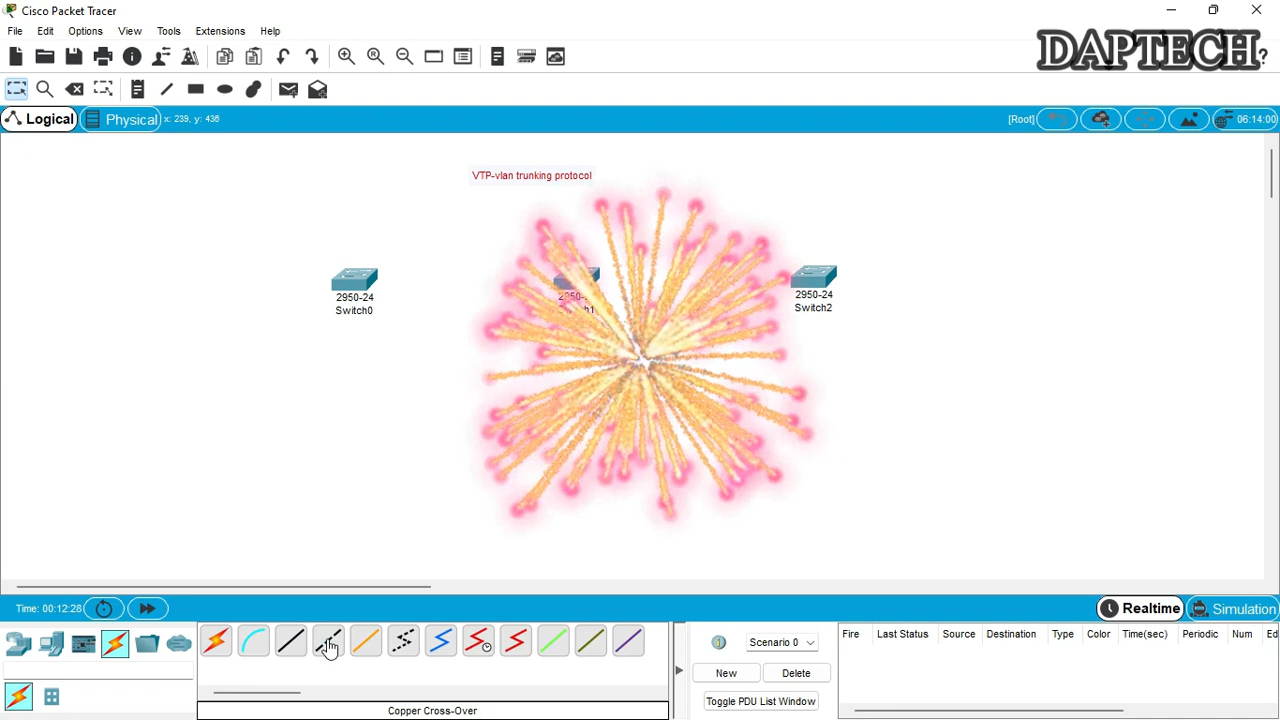 Cisco Packet Tracer
File Edit Options View Tools Extensions Help
DAPTECH
?
Logical Physical x: 239, y: 436 [Root] 06:14:00
VTP-vlan trunking protocol
2950-24
Switch0
2950-24
Switch2
Time: 00:12:28 Realtime Simulation
Scenario 0
New Delete
Toggle PDU List Window
Fire Last Status Source Destination Type Color Time(sec) Periodic Num Ed
Copper Cross-Over